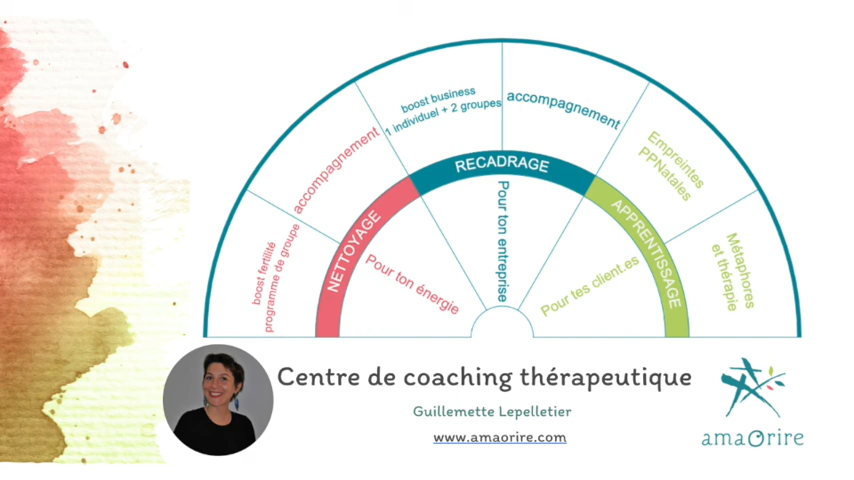 boost fertilité
programme de groupe
accompagnement
boost business
1 individuel + 2 groupes
accompagnement
Empreintes
PPNatales
Métaphores
et thérapie
NETTOYAGE
RECADRAGE
APPRENTISSAGE
Pour ton énergie
Pour ton entreprise
Pour tes client.es
Centre de coaching thérapeutique
Guillemette Lepelletier
www.amaorire.com
amaOrire